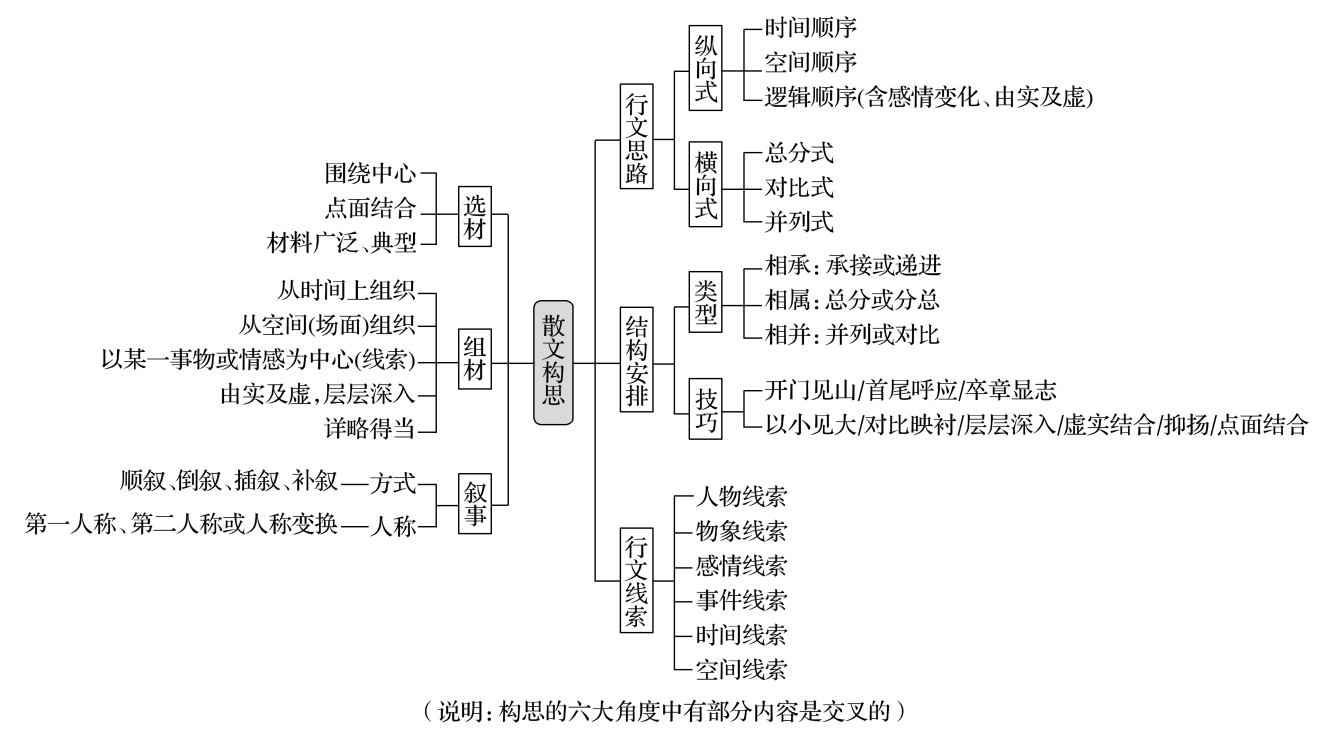 散文构思
选材
围绕中心
点面结合
材料广泛、典型
组材
从时间上组织
从空间(场面)组织
以某一事物或情感为中心(线索)
由实及虚,层层深入
详略得当
叙事
顺叙、倒叙、插叙、补叙—方式
第一人称、第二人称或人称变换—人称
行文思路
纵向式
时间顺序
空间顺序
逻辑顺序(含感情变化、由实及虚)
横向式
总分式
对比式
并列式
结构安排
类型
相承:承接或递进
相属:总分或分总
相并:并列或对比
技巧
开门见山/首尾呼应/卒章显志
以小见大/对比映衬/层层深入/虚实结合/抑扬/点面结合
行文线索
人物线索
物象线索
感情线索
事件线索
时间线索
空间线索
(说明:构思的六大角度中有部分内容是交叉的)